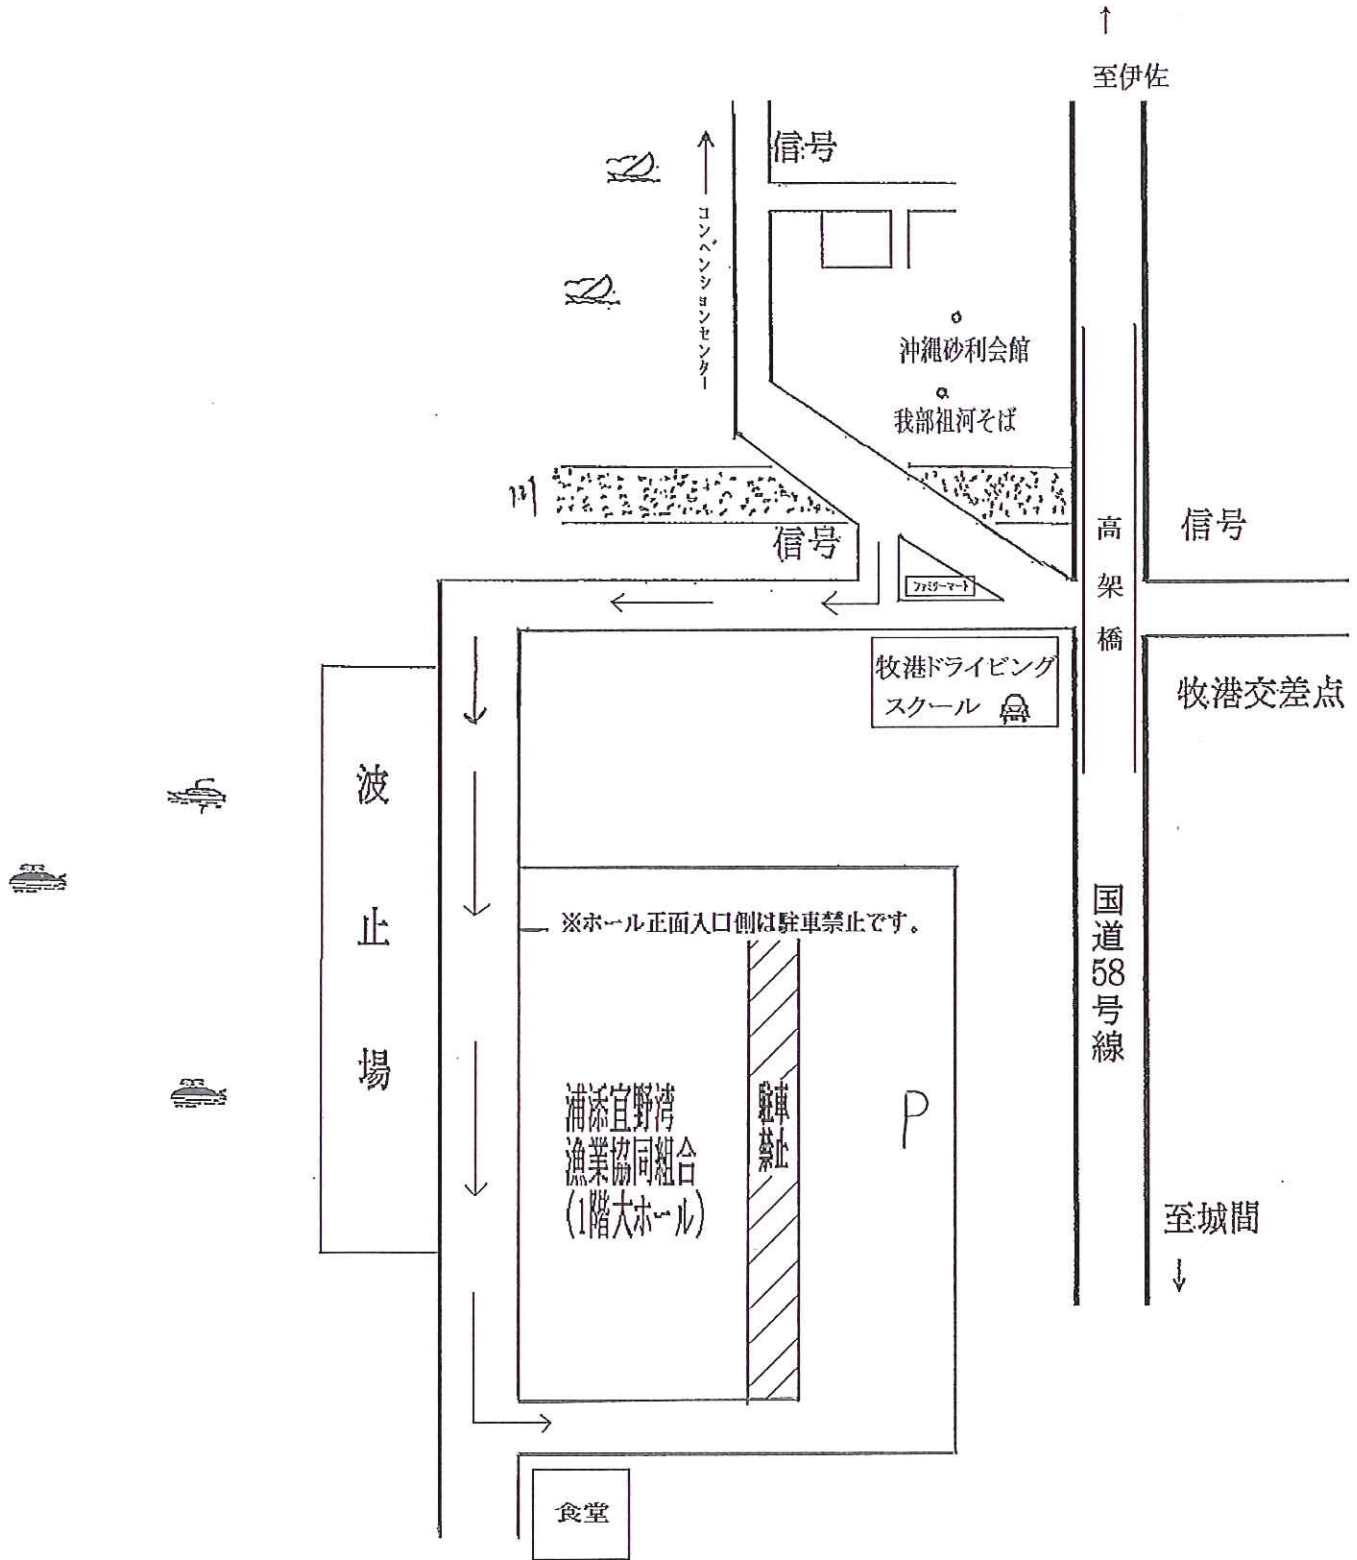 ↑
至伊佐
信号
↑コンベンションセンター
沖縄砂利会館
我部祖河そば
川
信号
ファミリーマート
高架橋
信号
牧港ドライビング
スクール
牧港交差点
波止場
※ホール正面入口側は駐車禁止です。
国道58号線
浦添宜野湾
漁業協同組合
(1階大ホール)
駐車
禁止
P
至城間
↓
食堂